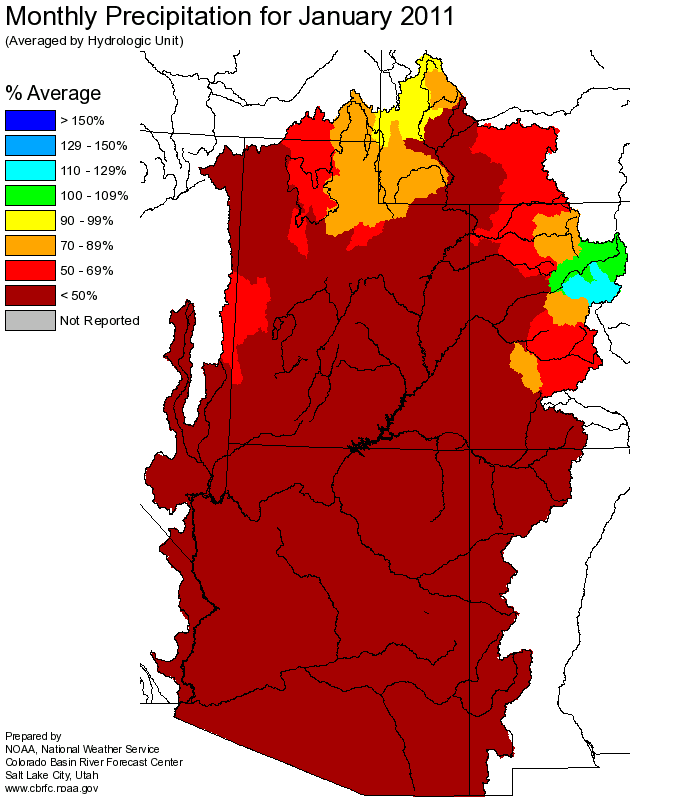 Monthly Precipitation for January 2011
(Averaged by Hydrologic Unit)
% Average
> 150%
129 - 150%
110 - 129%
100 - 109%
90 - 99%
70 - 89%
50 - 69%
< 50%
Not Reported
Prepared by
NOAA, National Weather Service
Colorado Basin River Forecast Center
Salt Lake City, Utah
www.cbrfc.noaa.gov